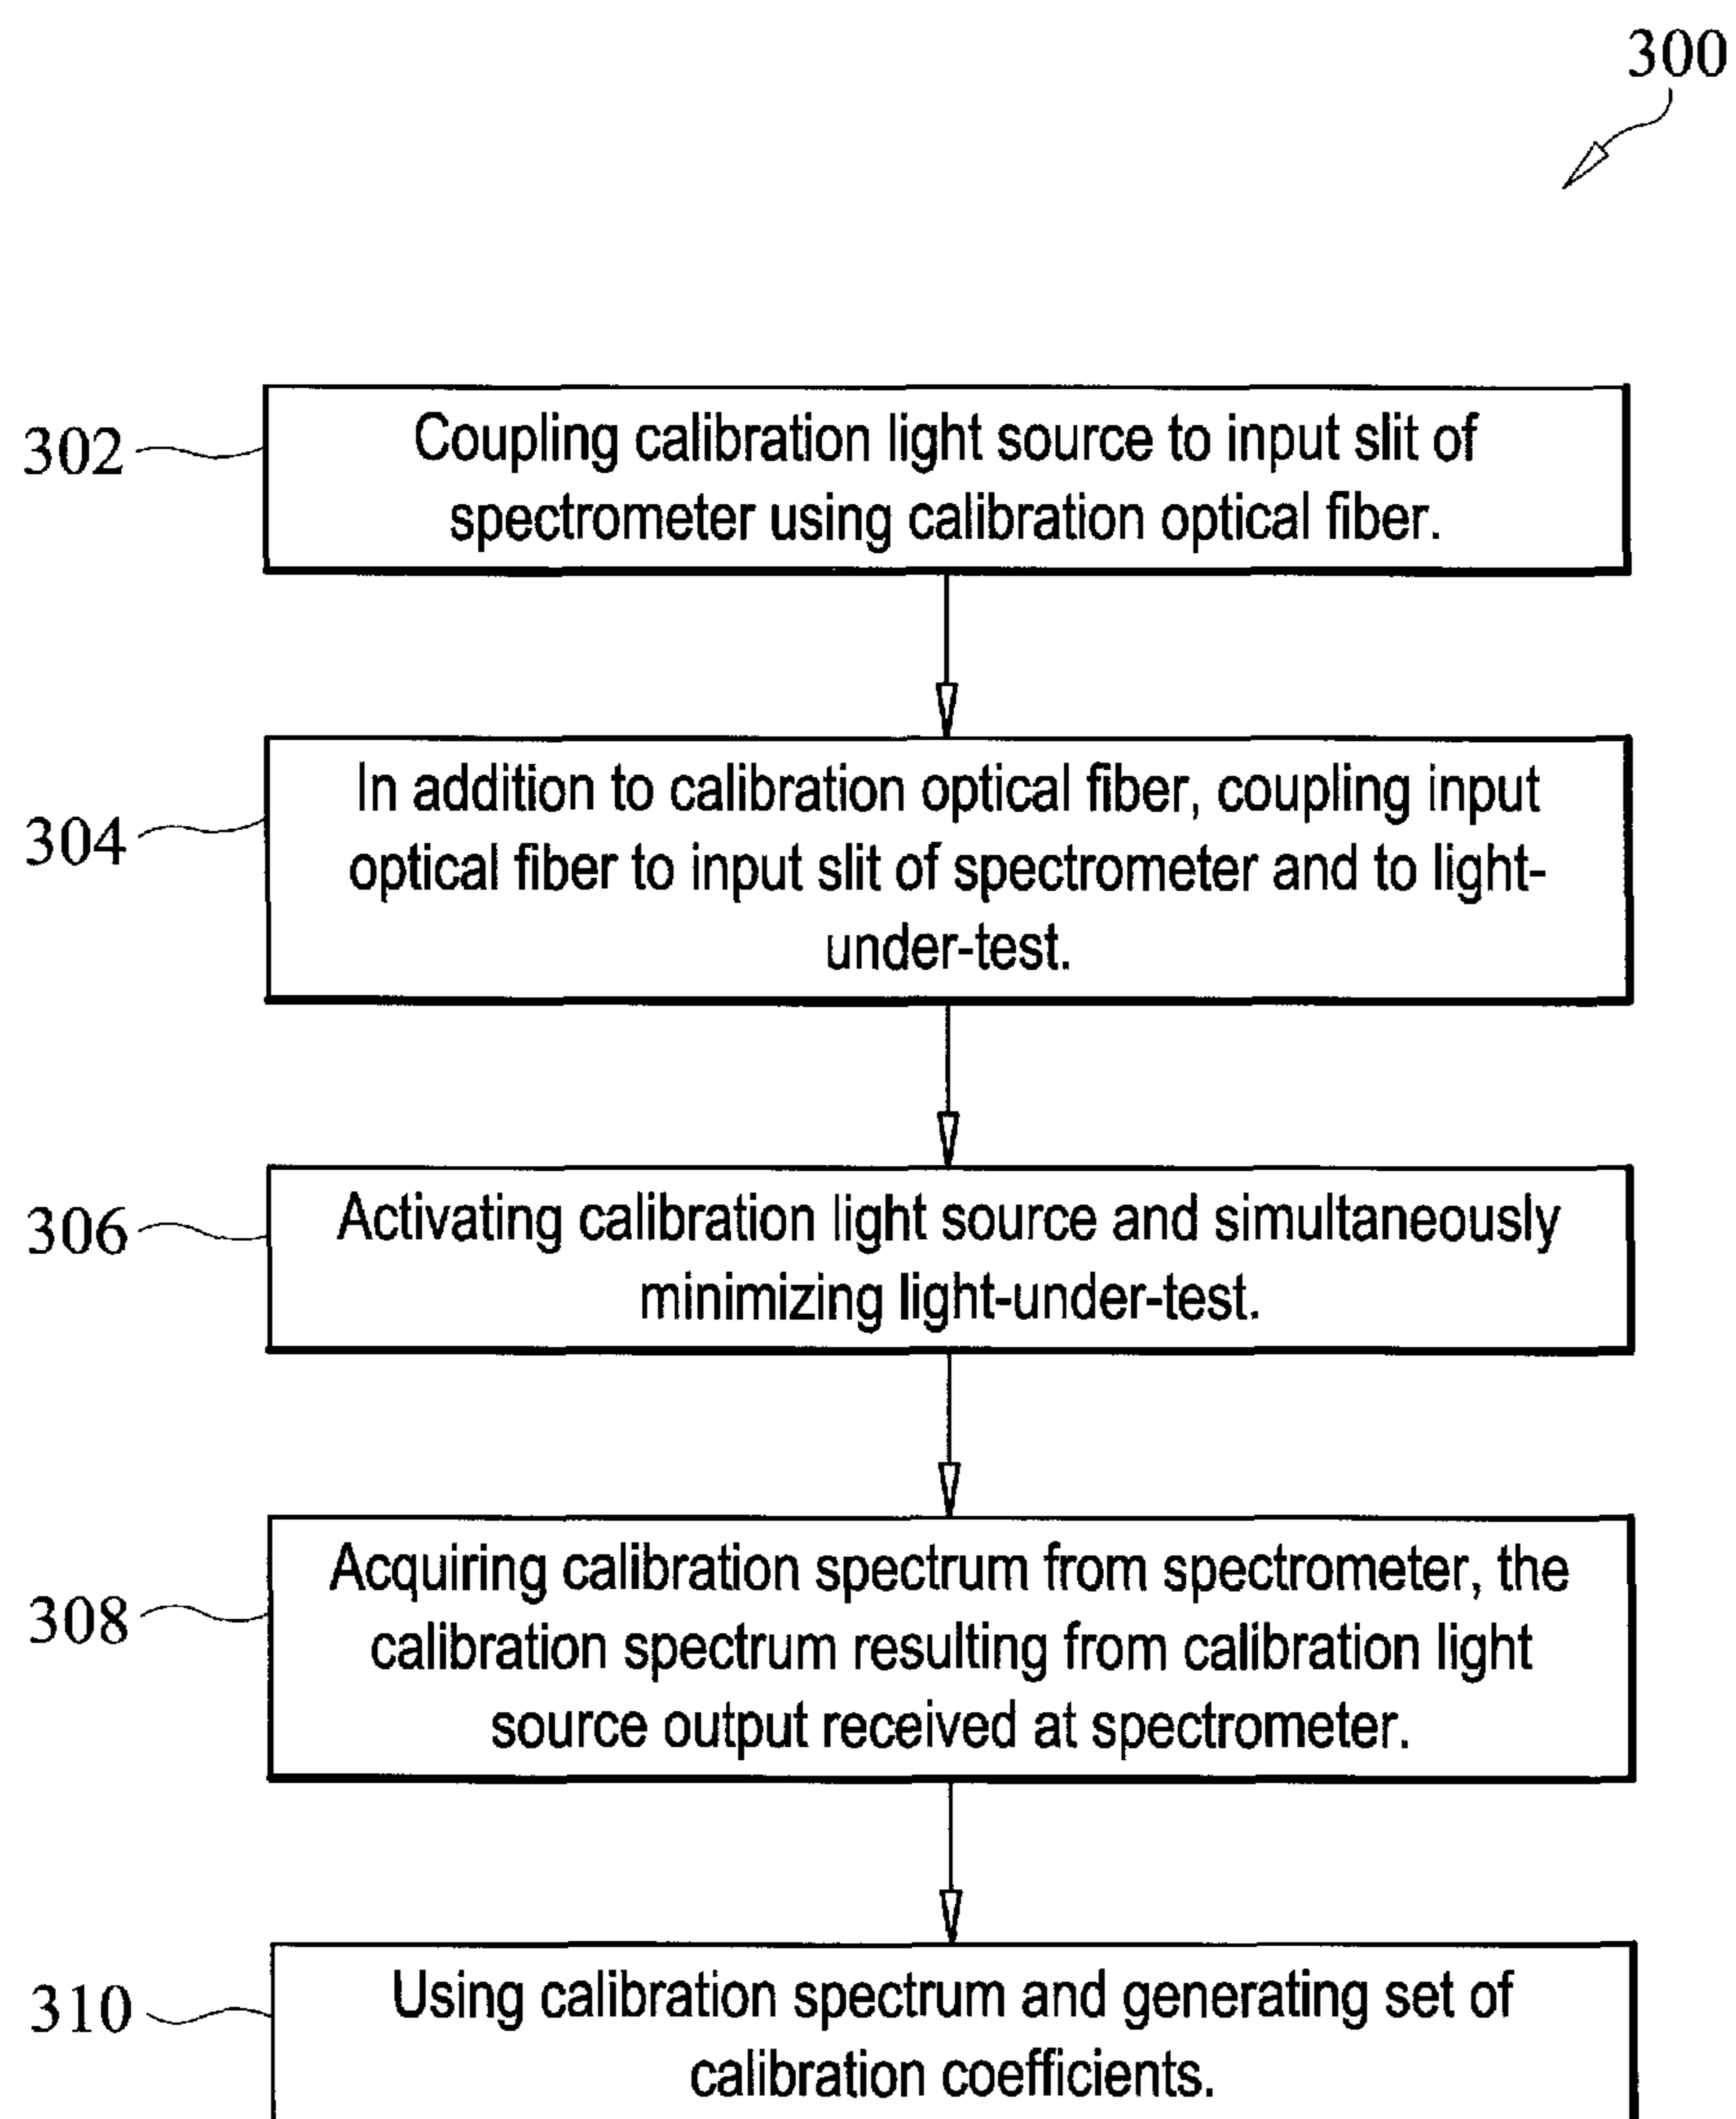 300
302
Coupling calibration light source to input slit of
spectrometer using calibration optical fiber.
304
In addition to calibration optical fiber, coupling input
optical fiber to input slit of spectrometer and to light-
under-test.
306
Activating calibration light source and simultaneously
minimizing light-under-test.
308
Acquiring calibration spectrum from spectrometer, the
calibration spectrum resulting from calibration light
source output received at spectrometer.
310
Using calibration spectrum and generating set of
calibration coefficients.